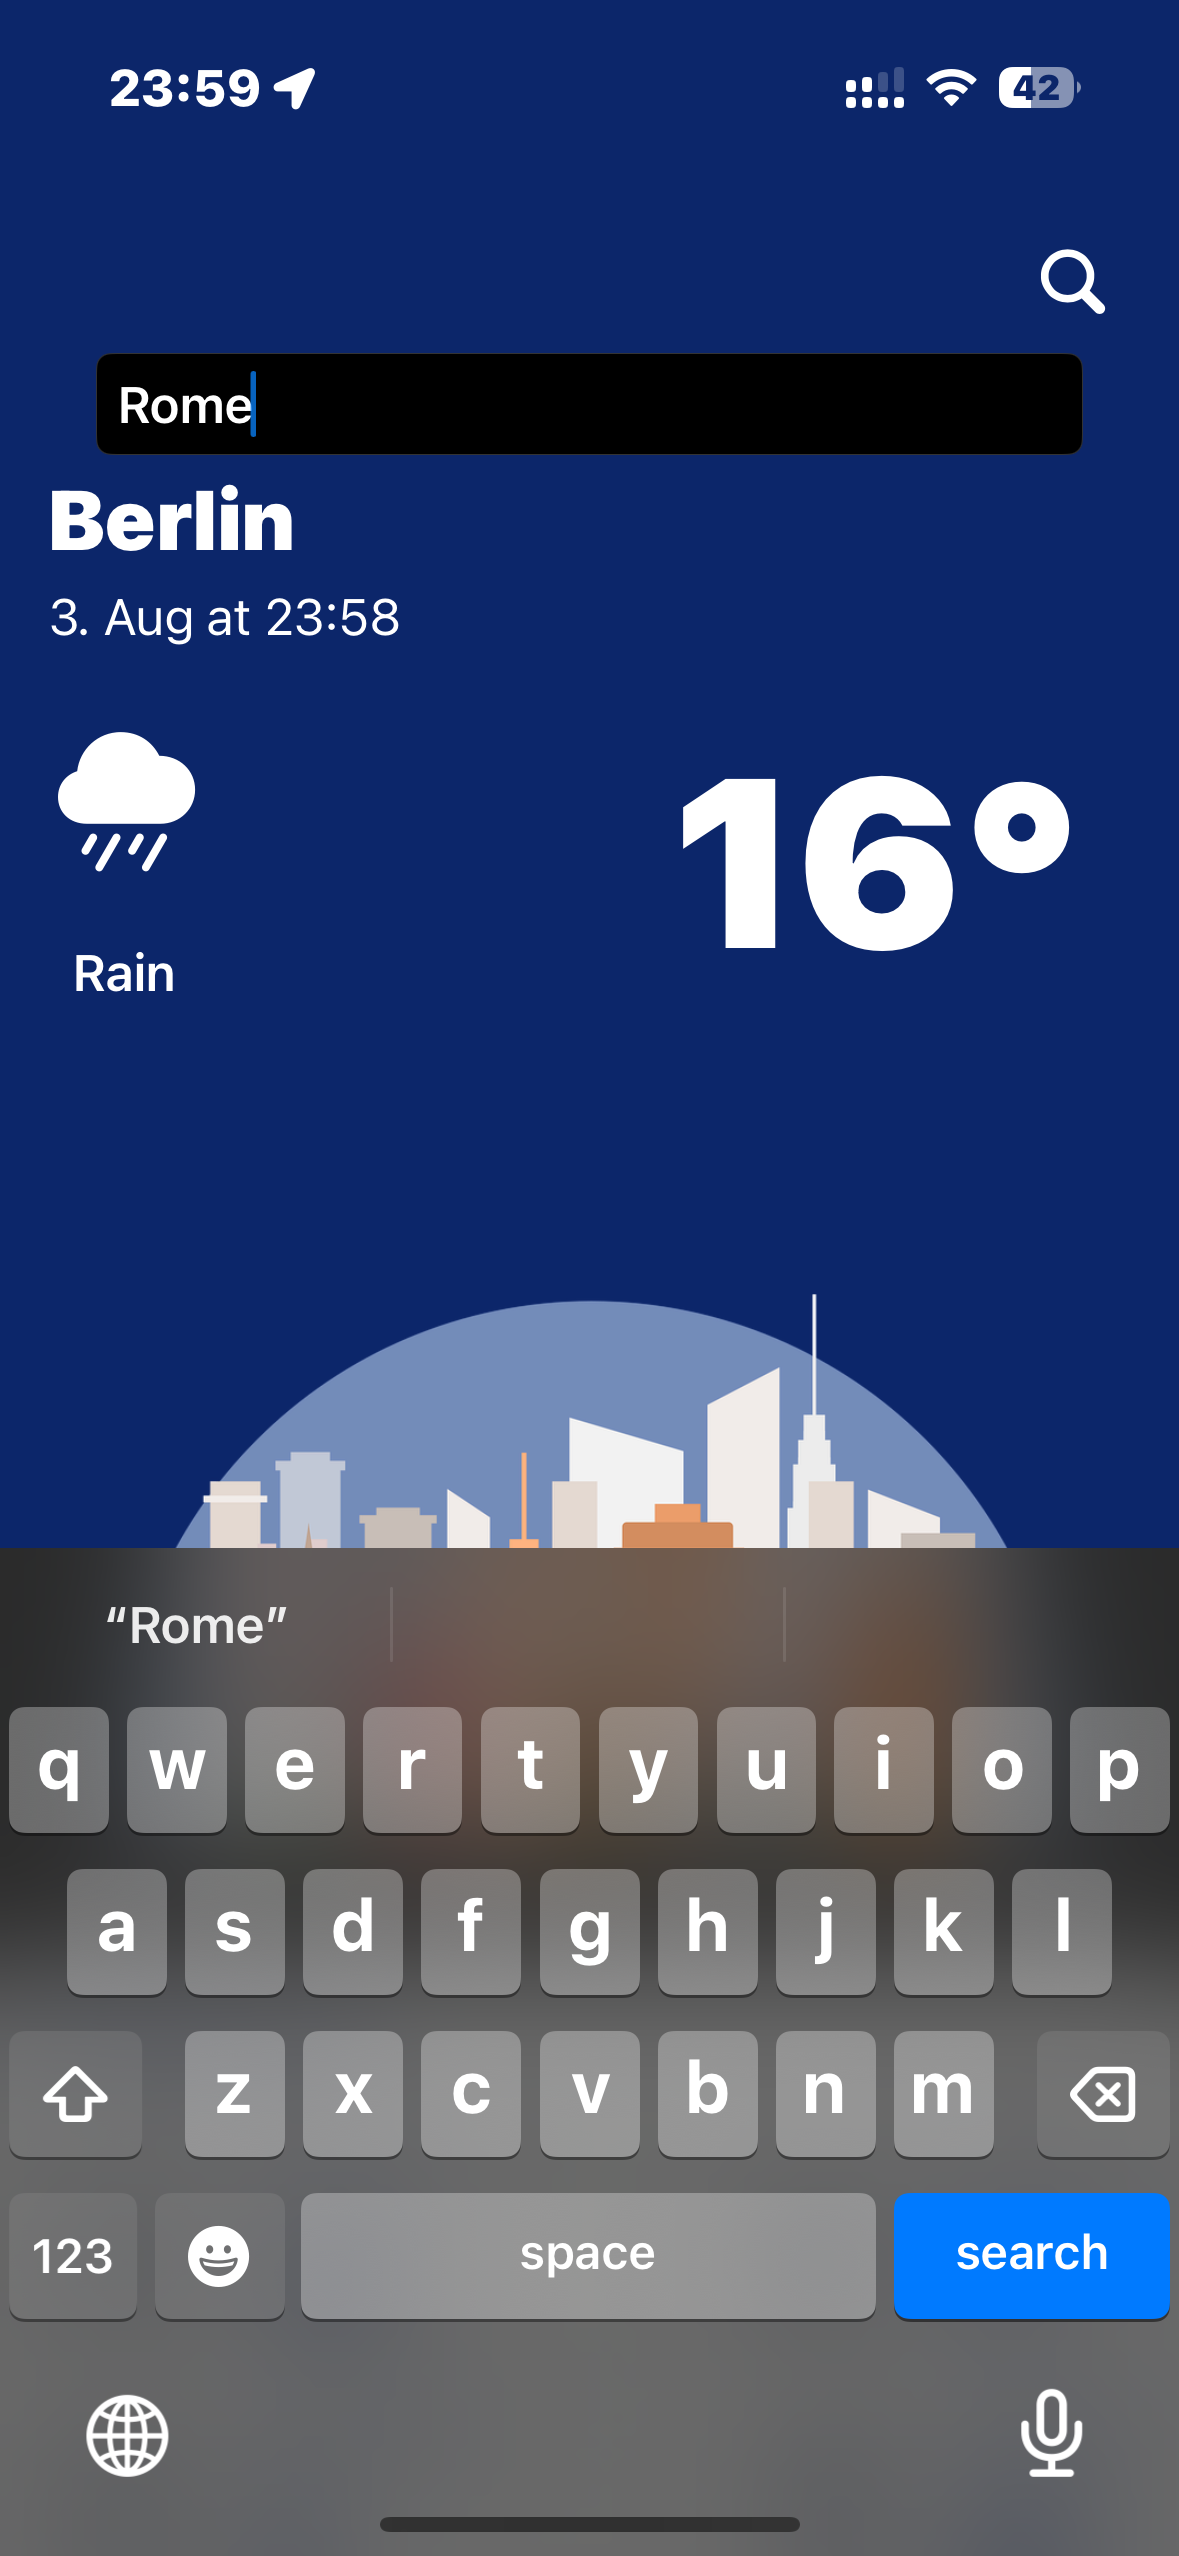 23:59 42
Rome
Berlin
3. Aug at 23:58
16°
Rain
“Rome”
q w e r t y u i o p
a s d f g h j k l
z x c v b n m
123 space search